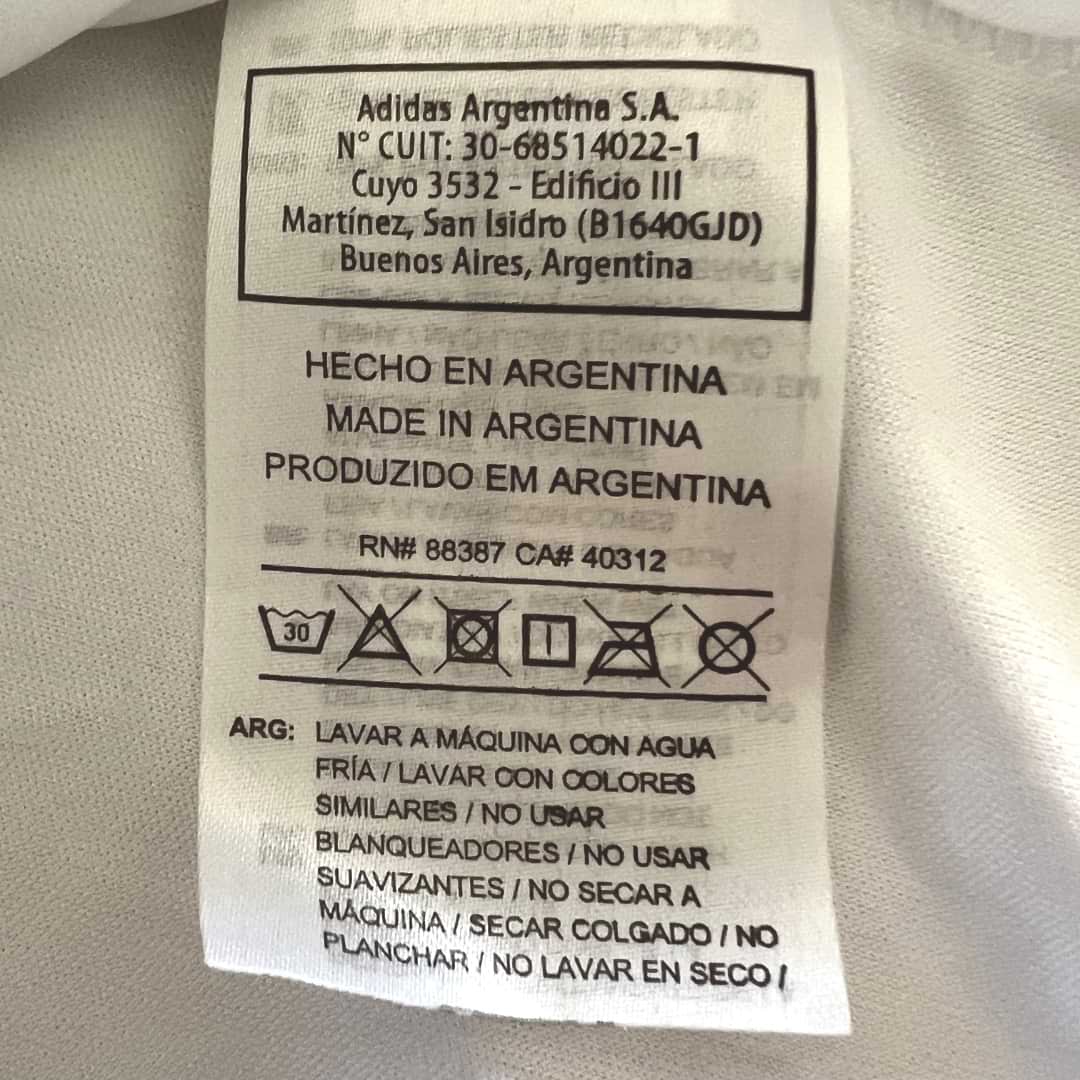 Adidas Argentina S.A.
N° CUIT: 30-68514022-1
Cuyo 3532 - Edificio III
Martínez, San Isidro (B1640GJD)
Buenos Aires, Argentina
HECHO EN ARGENTINA
MADE IN ARGENTINA
PRODUZIDO EM ARGENTINA
RN# 88387 CA# 40312
30
ARG: LAVAR A MÁQUINA CON AGUA
FRÍA / LAVAR CON COLORES
SIMILARES / NO USAR
BLANQUEADORES / NO USAR
SUAVIZANTES / NO SECAR A
MÁQUINA / SECAR COLGADO / NO
PLANCHAR / NO LAVAR EN SECO /